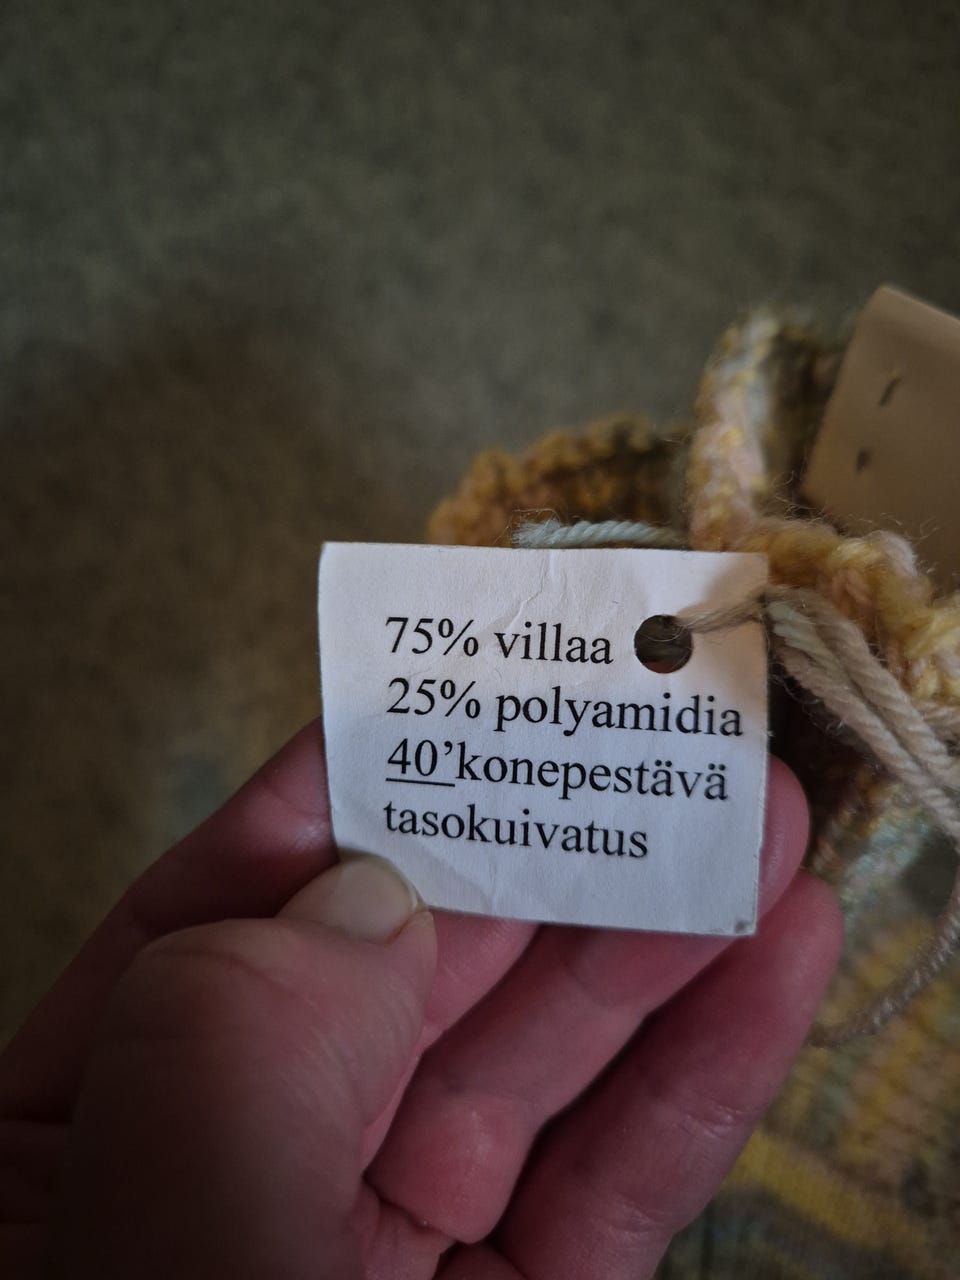 75% villaa
25% polyamidia
40’konepestävä
tasokuivatus